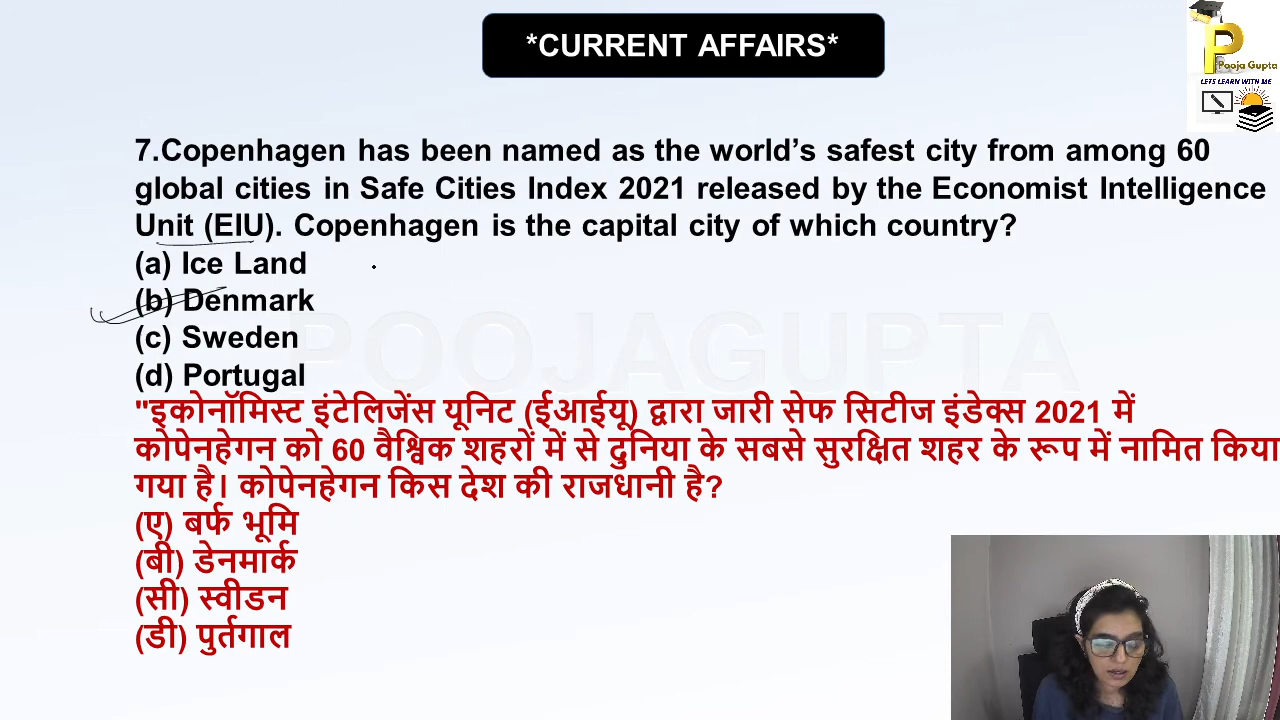 *CURRENT AFFAIRS*
P
Pooja Gupta
LETS LEARN WITH ME
7.Copenhagen has been named as the world’s safest city from among 60
global cities in Safe Cities Index 2021 released by the Economist Intelligence
Unit (EIU). Copenhagen is the capital city of which country?
(a) Ice Land
(b) Denmark
(c) Sweden
(d) Portugal
POOJAGUPTA
"इकोनॉमिस्ट इंटेलिजेंस यूनिट (ईआईयू) द्वारा जारी सेफ सिटीज इंडेक्स 2021 में
कोपेनहेगन को 60 वैश्विक शहरों में से दुनिया के सबसे सुरक्षित शहर के रूप में नामित किया
गया है। कोपेनहेगन किस देश की राजधानी है?
(ए) बर्फ भूमि
(बी) डेनमार्क
(सी) स्वीडन
(डी) पुर्तगाल